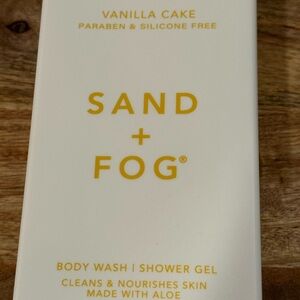 VANILLA CAKE
PARABEN & SILICONE FREE
SAND
+
FOG®
BODY WASH | SHOWER GEL
CLEANS & NOURISHES SKIN
MADE WITH ALOE